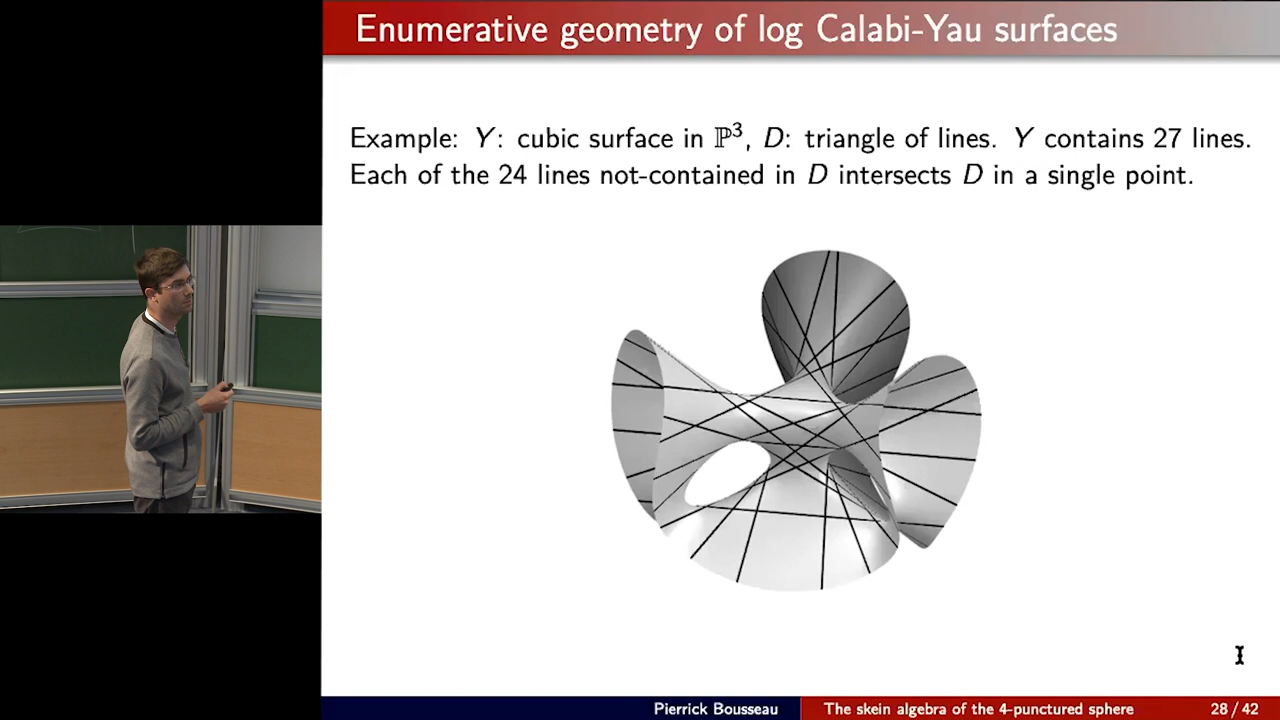 Enumerative geometry of log Calabi-Yau surfaces
Example: Y: cubic surface in ℙ³, D: triangle of lines. Y contains 27 lines.
Each of the 24 lines not-contained in D intersects D in a single point.
Pierrick Bousseau The skein algebra of the 4-punctured sphere 28 / 42